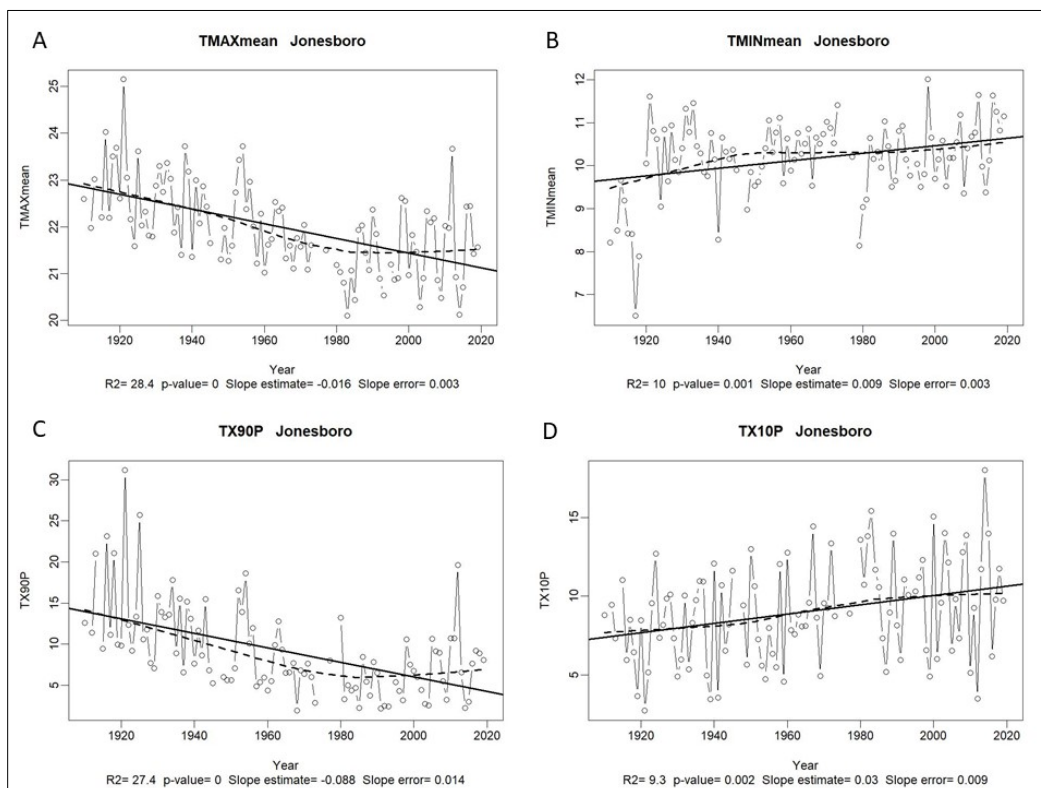 A
TMAXmean Jonesboro
TMAXmean
25
24
23
22
21
20
1920 1940 1960 1980 2000 2020
Year
R2= 28.4 p-value= 0 Slope estimate= -0.016 Slope error= 0.003
B
TMINmean Jonesboro
TMINmean
12
11
10
9
8
7
1920 1940 1960 1980 2000 2020
Year
R2= 10 p-value= 0.001 Slope estimate= 0.009 Slope error= 0.003
C
TX90P Jonesboro
TX90P
30
25
20
15
10
5
1920 1940 1960 1980 2000 2020
Year
R2= 27.4 p-value= 0 Slope estimate= -0.088 Slope error= 0.014
D
TX10P Jonesboro
TX10P
15
10
5
1920 1940 1960 1980 2000 2020
Year
R2= 9.3 p-value= 0.002 Slope estimate= 0.03 Slope error= 0.009